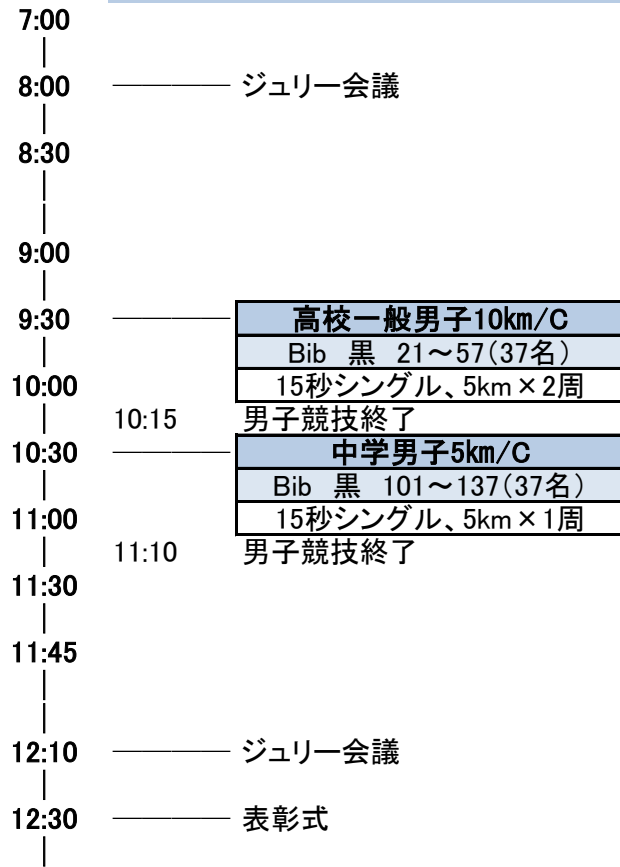 7:00
8:00 ジュリー会議
8:30
9:00
9:30 高校一般男子10km/C
Bib 黒 21～57(37名)
10:00 15秒シングル、5km×2周
10:15 男子競技終了
10:30 中学男子5km/C
Bib 黒 101～137(37名)
11:00 15秒シングル、5km×1周
11:10 男子競技終了
11:30
11:45
12:10 ジュリー会議
12:30 表彰式